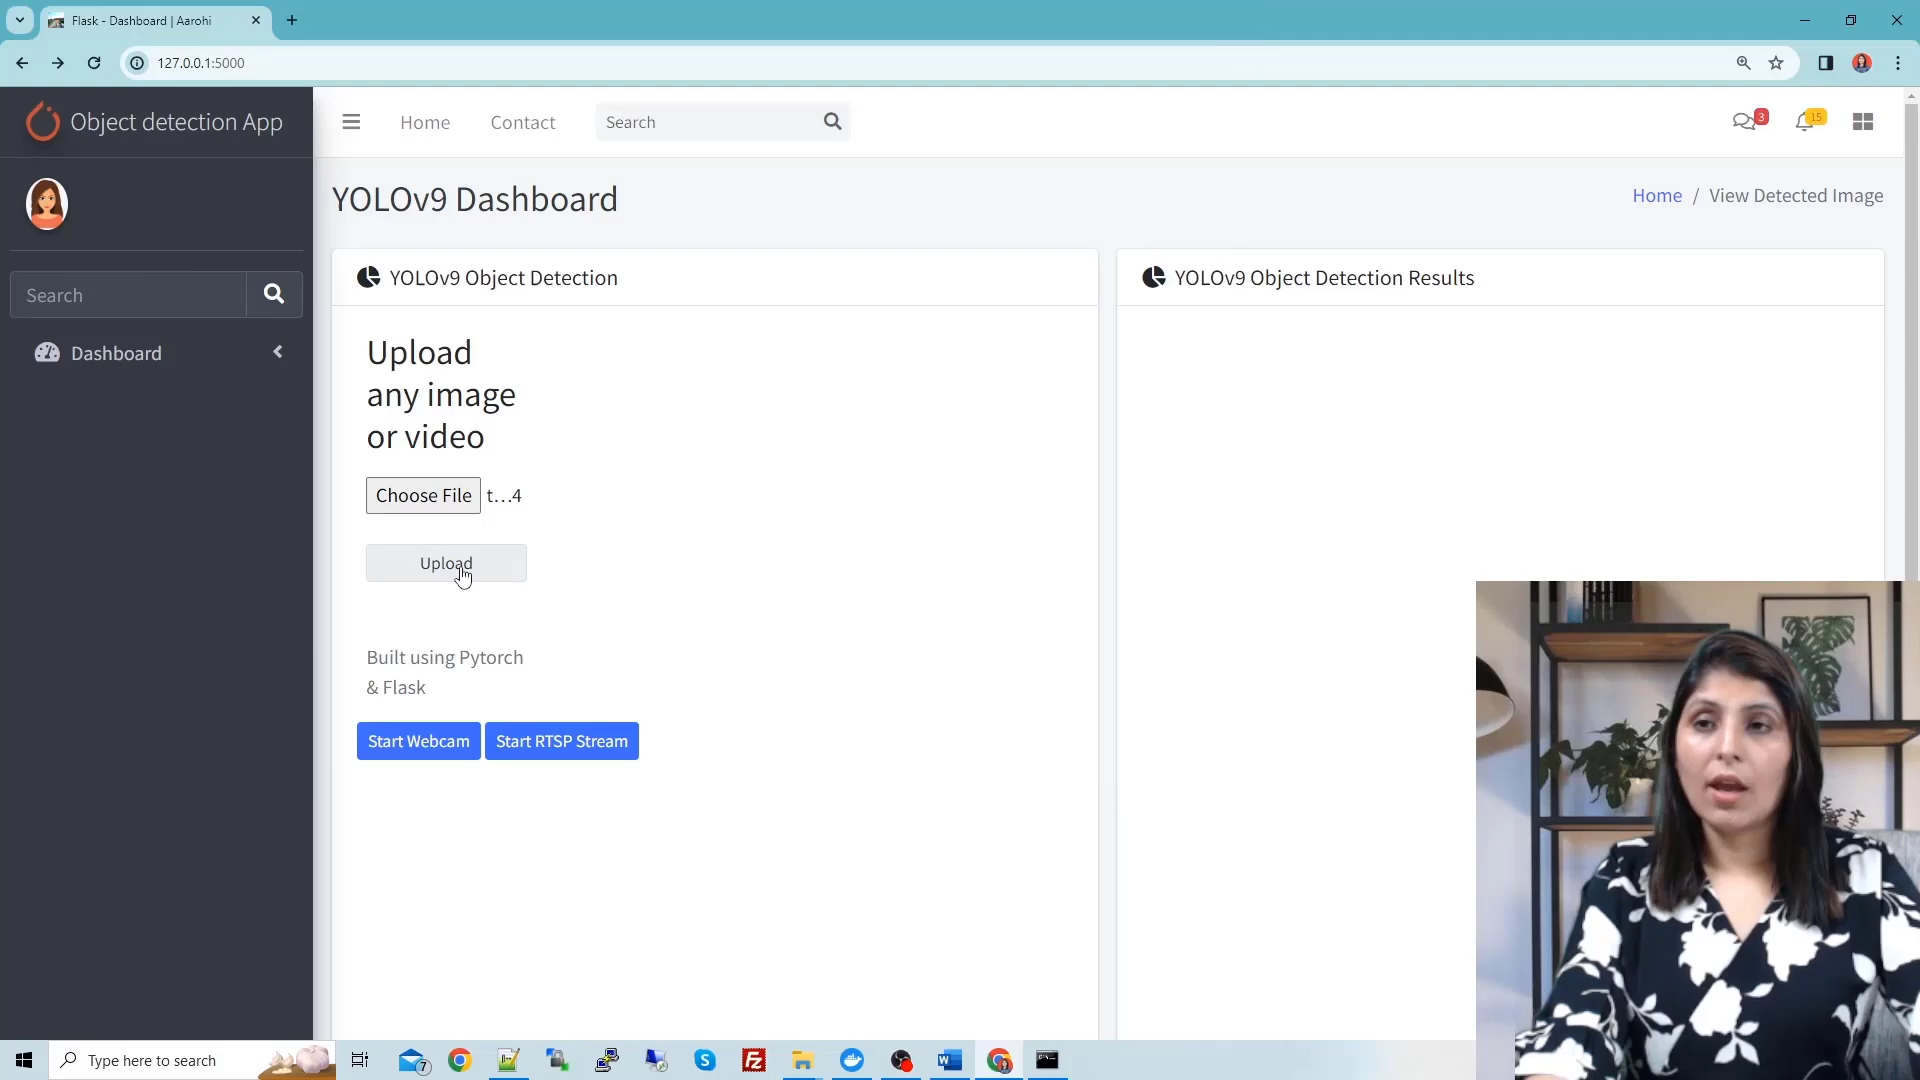 Flask - Dashboard | Aarohi
127.0.0.1:5000
Object detection App
Home
Contact
Search
3
15
YOLOv9 Dashboard
Home / View Detected Image
Search
Dashboard
YOLOv9 Object Detection
YOLOv9 Object Detection Results
Upload
any image
or video
Choose File t...4
Upload
Built using Pytorch
& Flask
Start Webcam
Start RTSP Stream
Type here to search
7